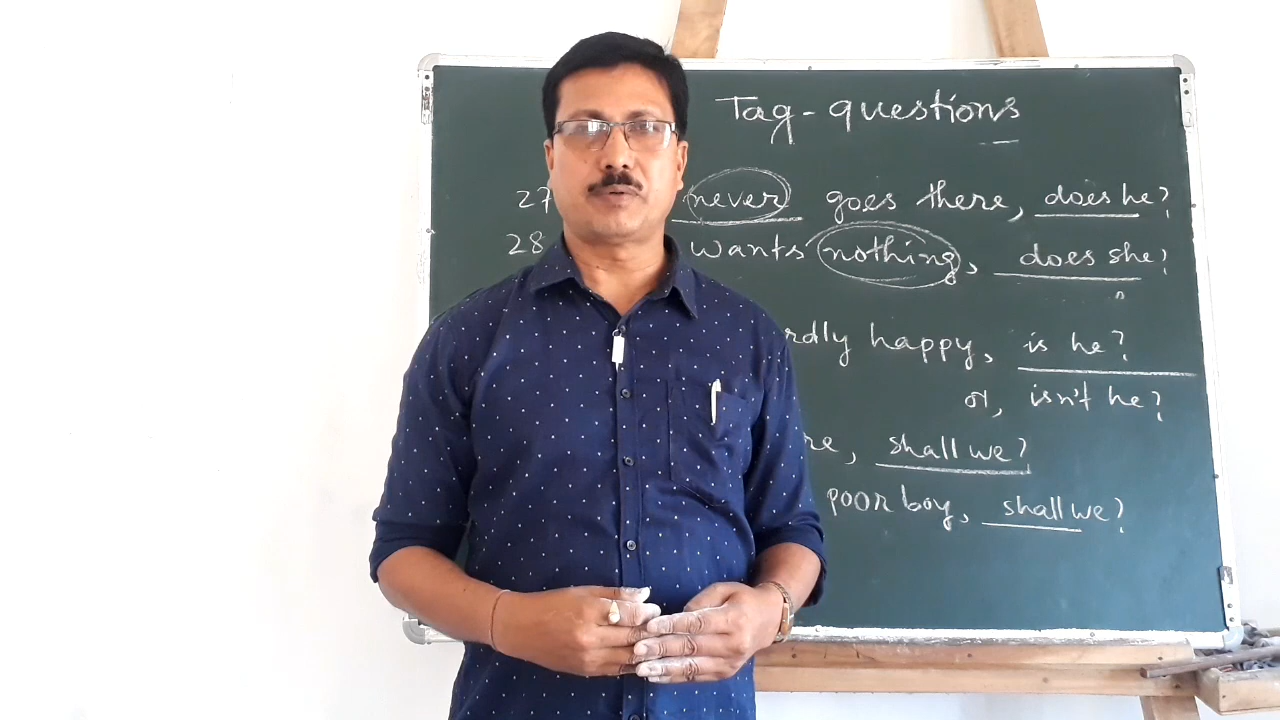 Tag-questions
27 never goes there, does he?
28 wants nothing, does she?
rdly happy, is he?
or, isn't he?
re, shall we?
poor boy, shall we?